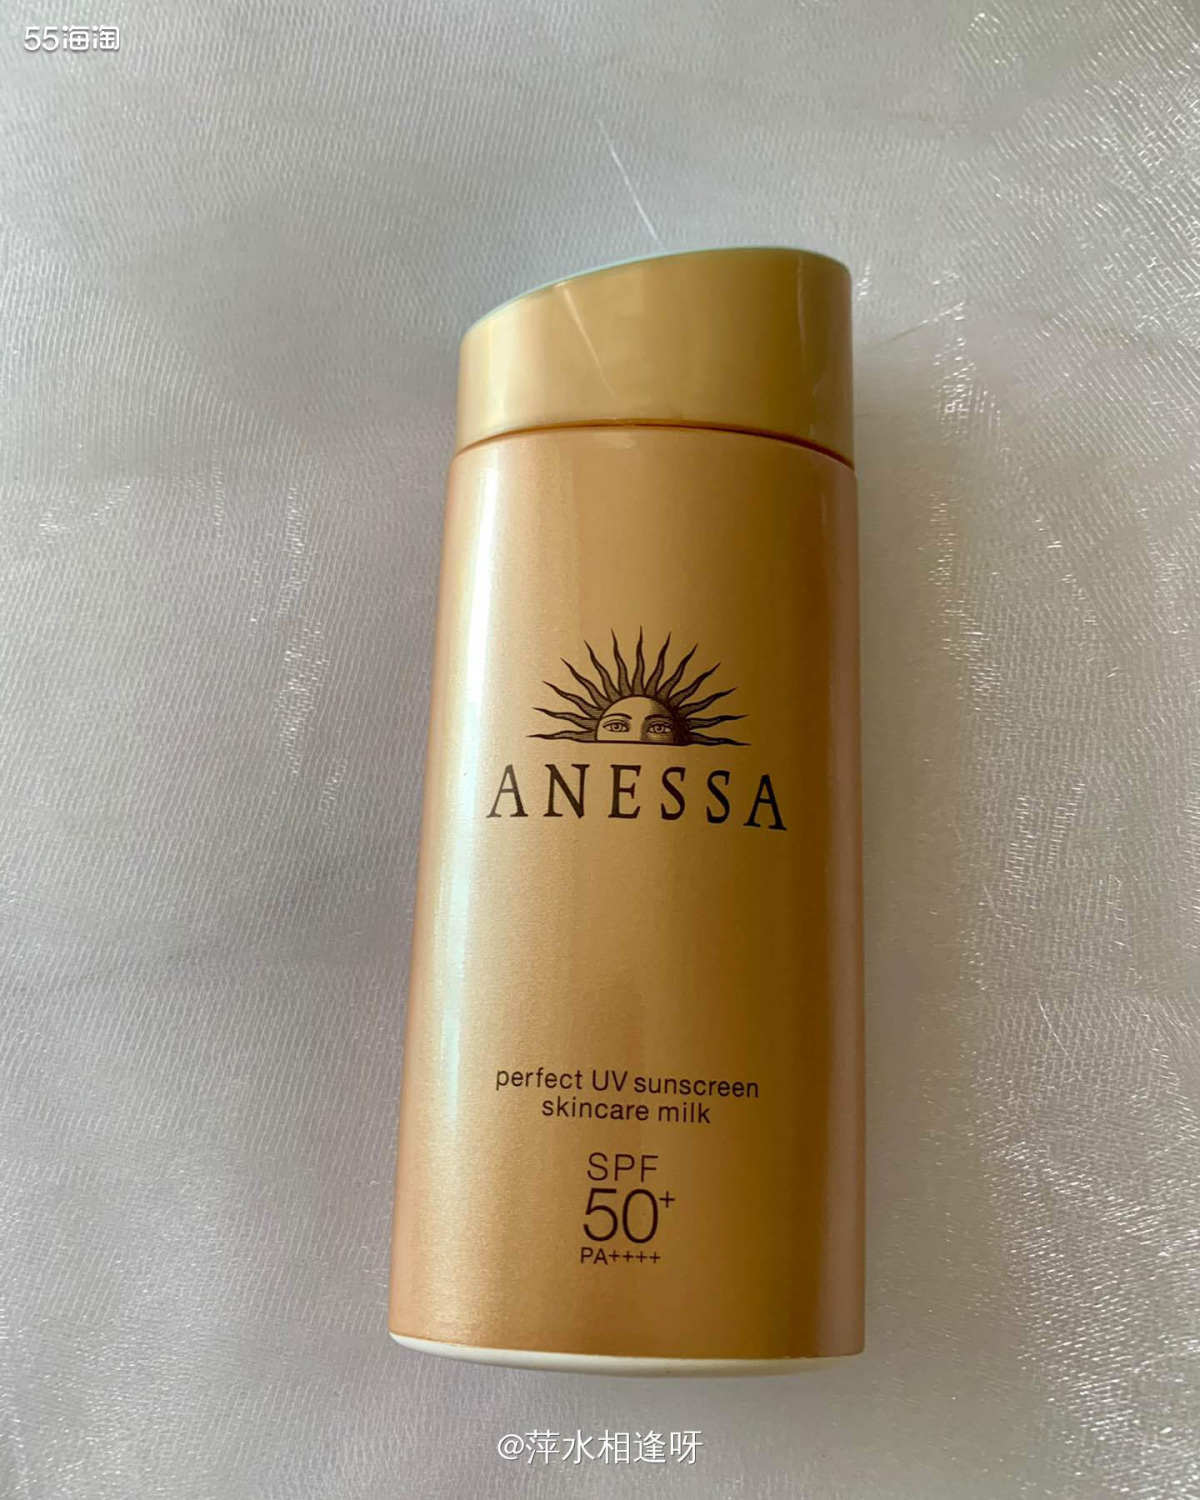 55海淘
ANESSA
perfect UV sunscreen
skincare milk
SPF
50+
PA++++
@萍水相逢呀